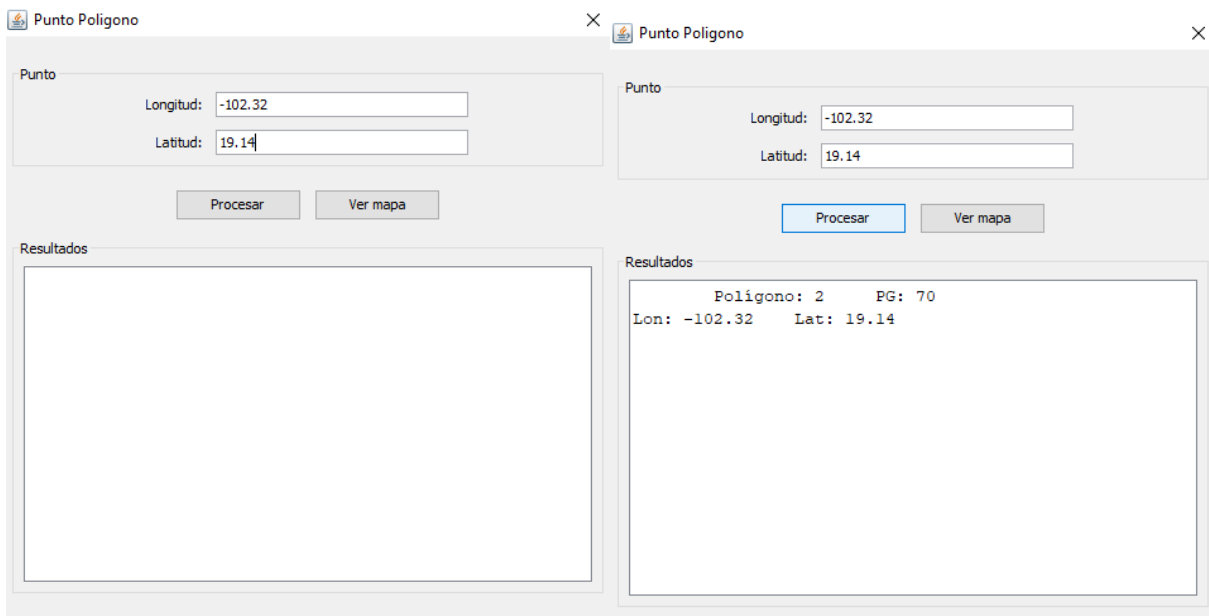 Punto Poligono
Punto
Longitud: -102.32
Latitud: 19.14
Procesar Ver mapa
Resultados
Punto Poligono
Punto
Longitud: -102.32
Latitud: 19.14
Procesar Ver mapa
Resultados
Polígono: 2 PG: 70
Lon: -102.32 Lat: 19.14